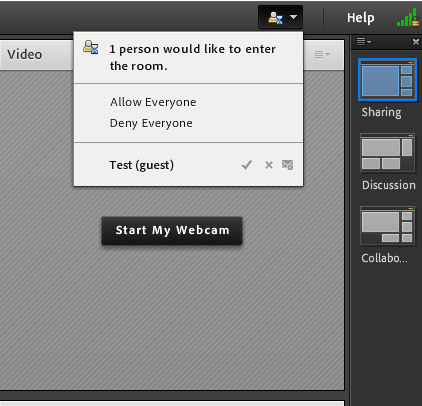 Help
Video
1 person would like to enter
the room.
Allow Everyone
Deny Everyone
Test (guest)
Start My Webcam
Sharing
Discussion
Collabo...